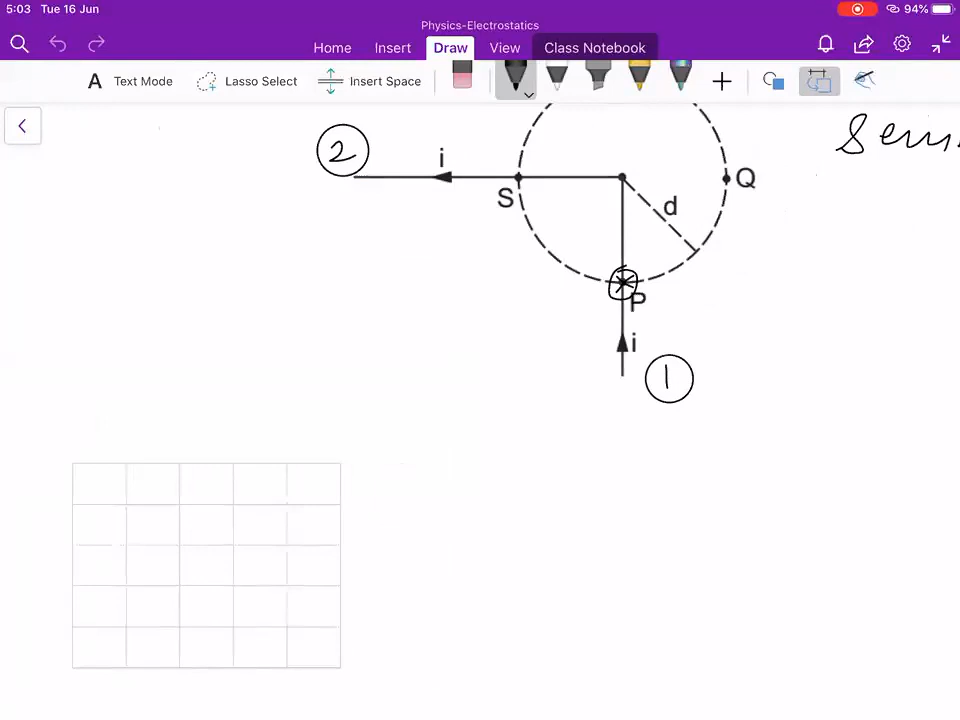 5:03 Tue 16 Jun
94%
Physics-Electrostatics
Home Insert Draw View Class Notebook
A Text Mode Lasso Select Insert Space
2
i
S
Q
d
P
i
1